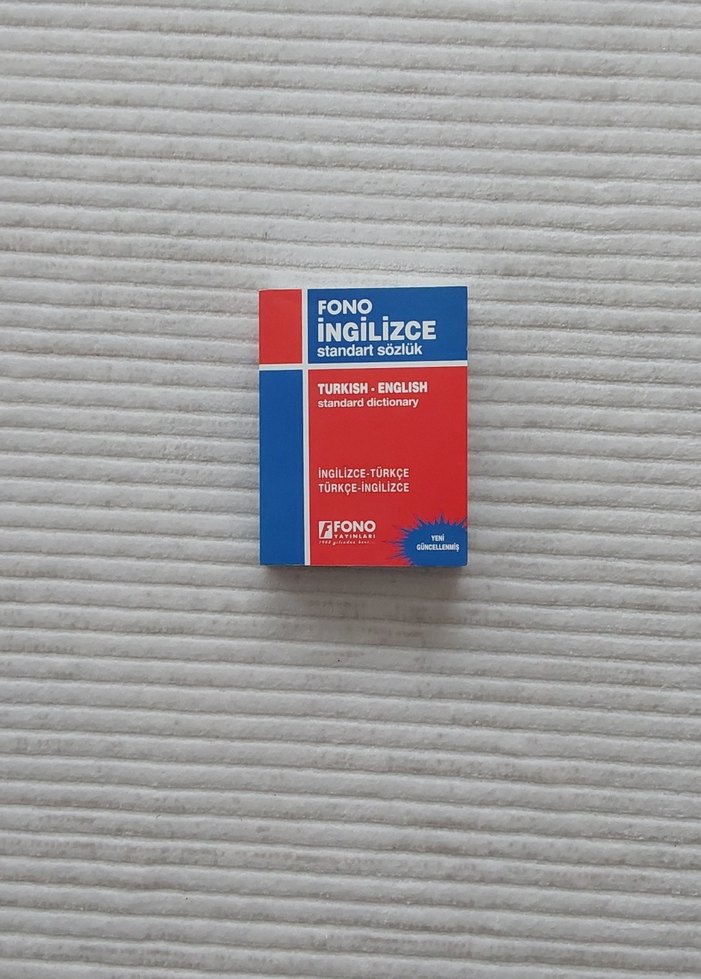 FONO
İNGİLİZCE
standart sözlük
TURKISH - ENGLISH
standard dictionary
İNGİLİZCE-TÜRKÇE
TÜRKÇE-İNGİLİZCE
FONO
YAYINLARI
YENİ
GÜNCELLENMİŞ